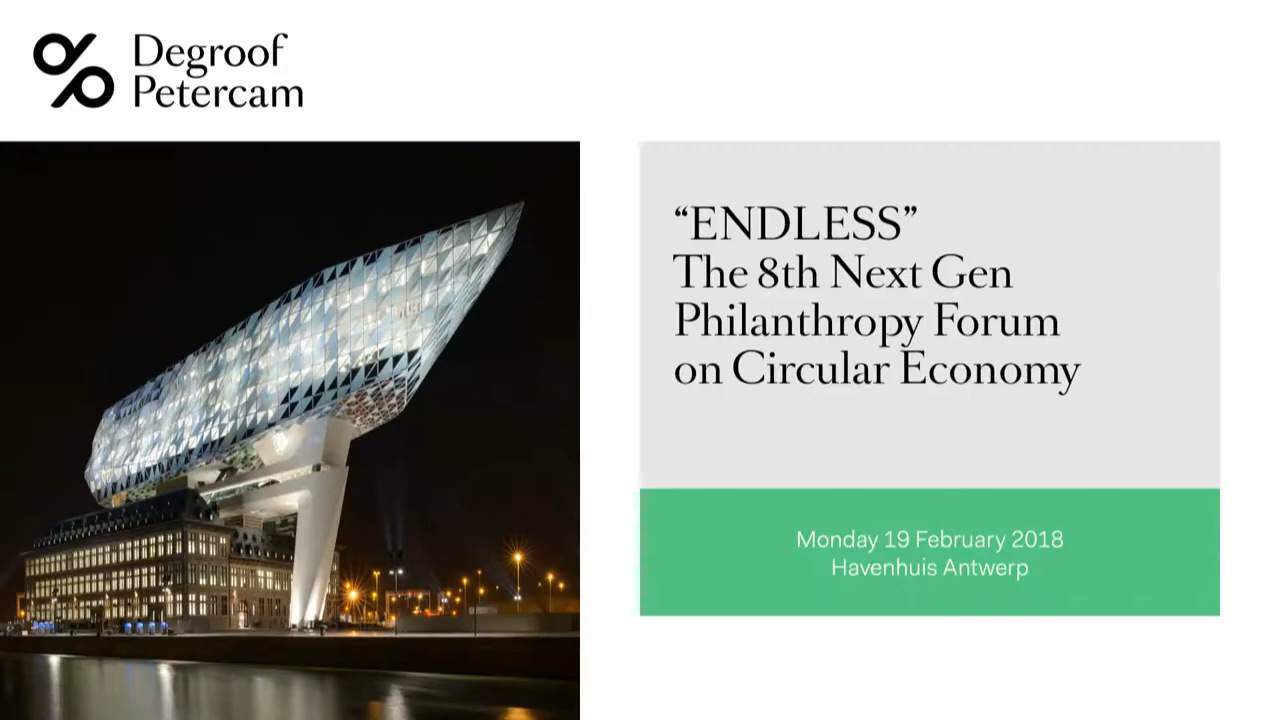 Degroof
Petercam
“ENDLESS”
The 8th Next Gen
Philanthropy Forum
on Circular Economy
Monday 19 February 2018
Havenhuis Antwerp